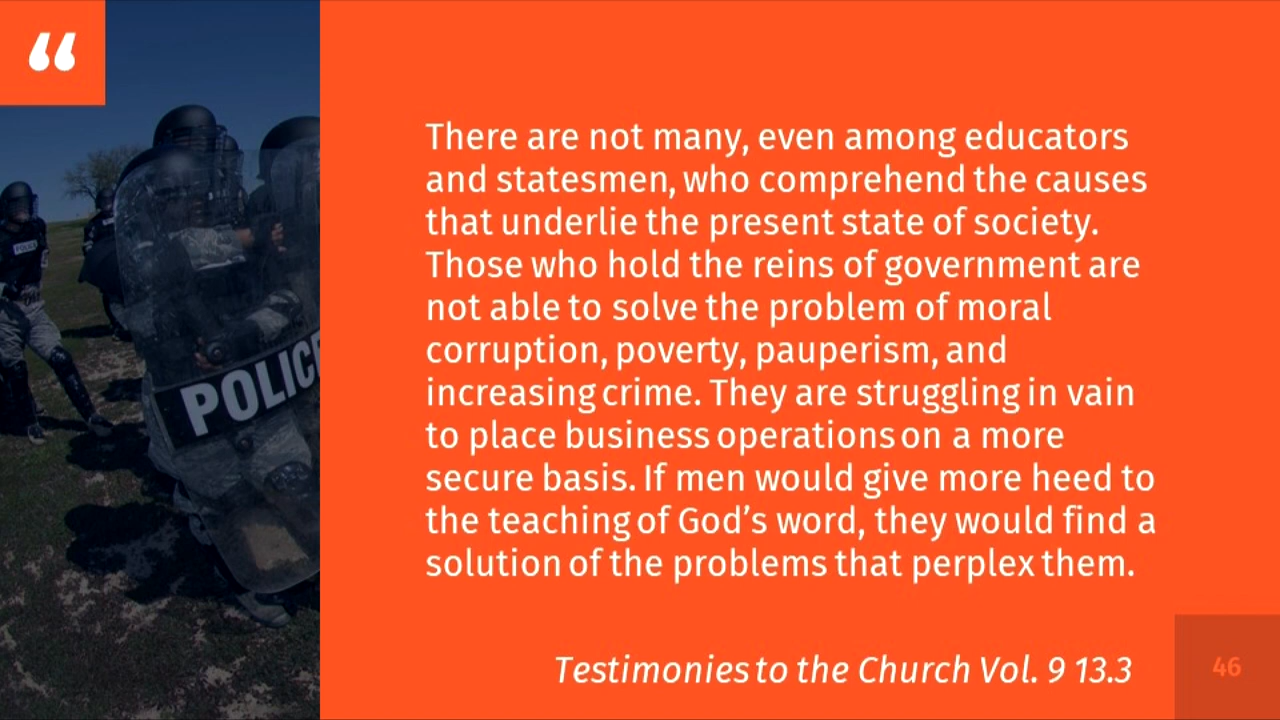 “
There are not many, even among educators
and statesmen, who comprehend the causes
that underlie the present state of society.
Those who hold the reins of government are
not able to solve the problem of moral
corruption, poverty, pauperism, and
increasing crime. They are struggling in vain
to place business operations on a more
secure basis. If men would give more heed to
the teaching of God’s word, they would find a
solution of the problems that perplex them.
Testimonies to the Church Vol. 9 13.3
46
POLICE
POLICE